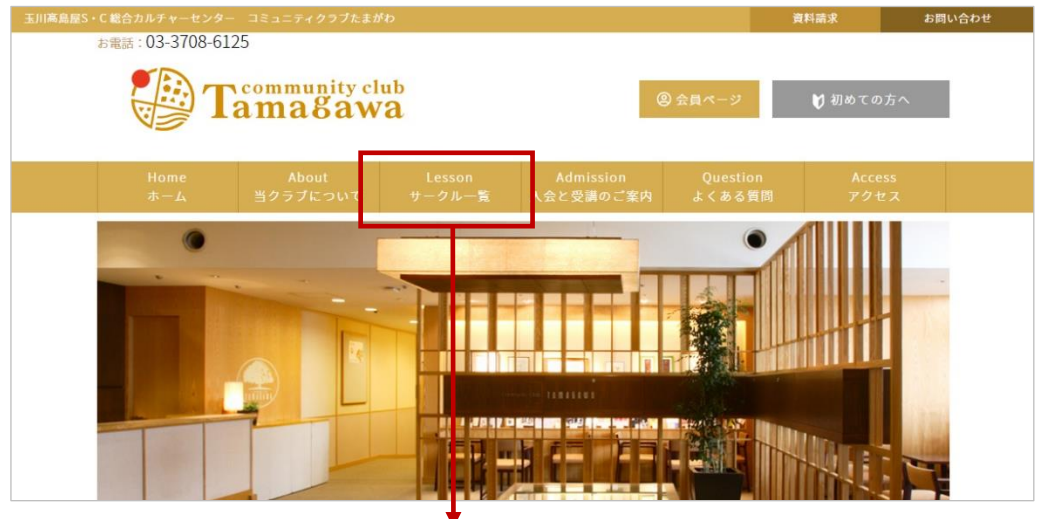 玉川髙島屋S・C 総合カルチャーセンター　コミュニティクラブたまがわ
資料請求
お問い合わせ
お電話：03-3708-6125
community club
Tamagawa
会員ページ
初めての方へ
Home
ホーム
About
当クラブについて
Lesson
サークル一覧
Admission
入会と受講のご案内
Question
よくある質問
Access
アクセス
TAMAGAWA